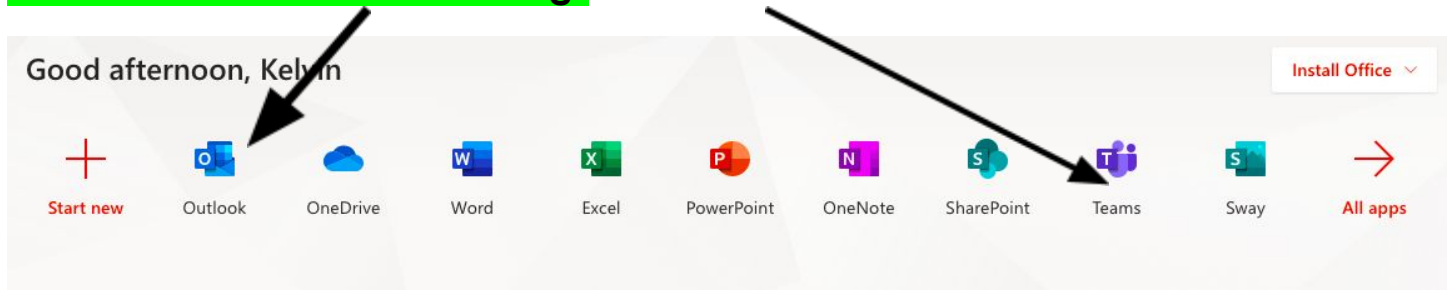 Good afternoon, Kelvin
Install Office
Start new
Outlook
OneDrive
Word
Excel
PowerPoint
OneNote
SharePoint
Teams
Sway
All apps